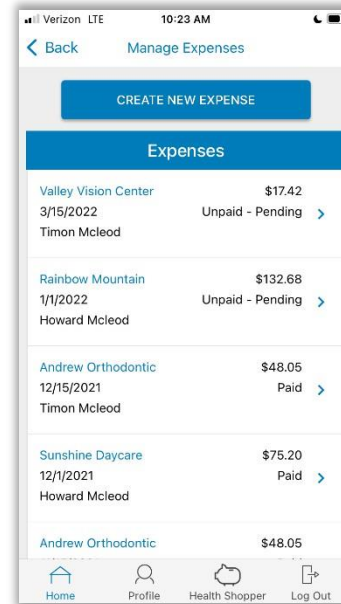 Verizon LTE 10:23 AM
Back Manage Expenses
CREATE NEW EXPENSE
Expenses
Valley Vision Center $17.42
3/15/2022 Unpaid - Pending
Timon Mcleod
Rainbow Mountain $132.68
1/1/2022 Unpaid - Pending
Howard Mcleod
Andrew Orthodontic $48.05
12/15/2021 Paid
Timon Mcleod
Sunshine Daycare $75.20
12/1/2021 Paid
Howard Mcleod
Andrew Orthodontic $48.05
Home Profile Health Shopper Log Out